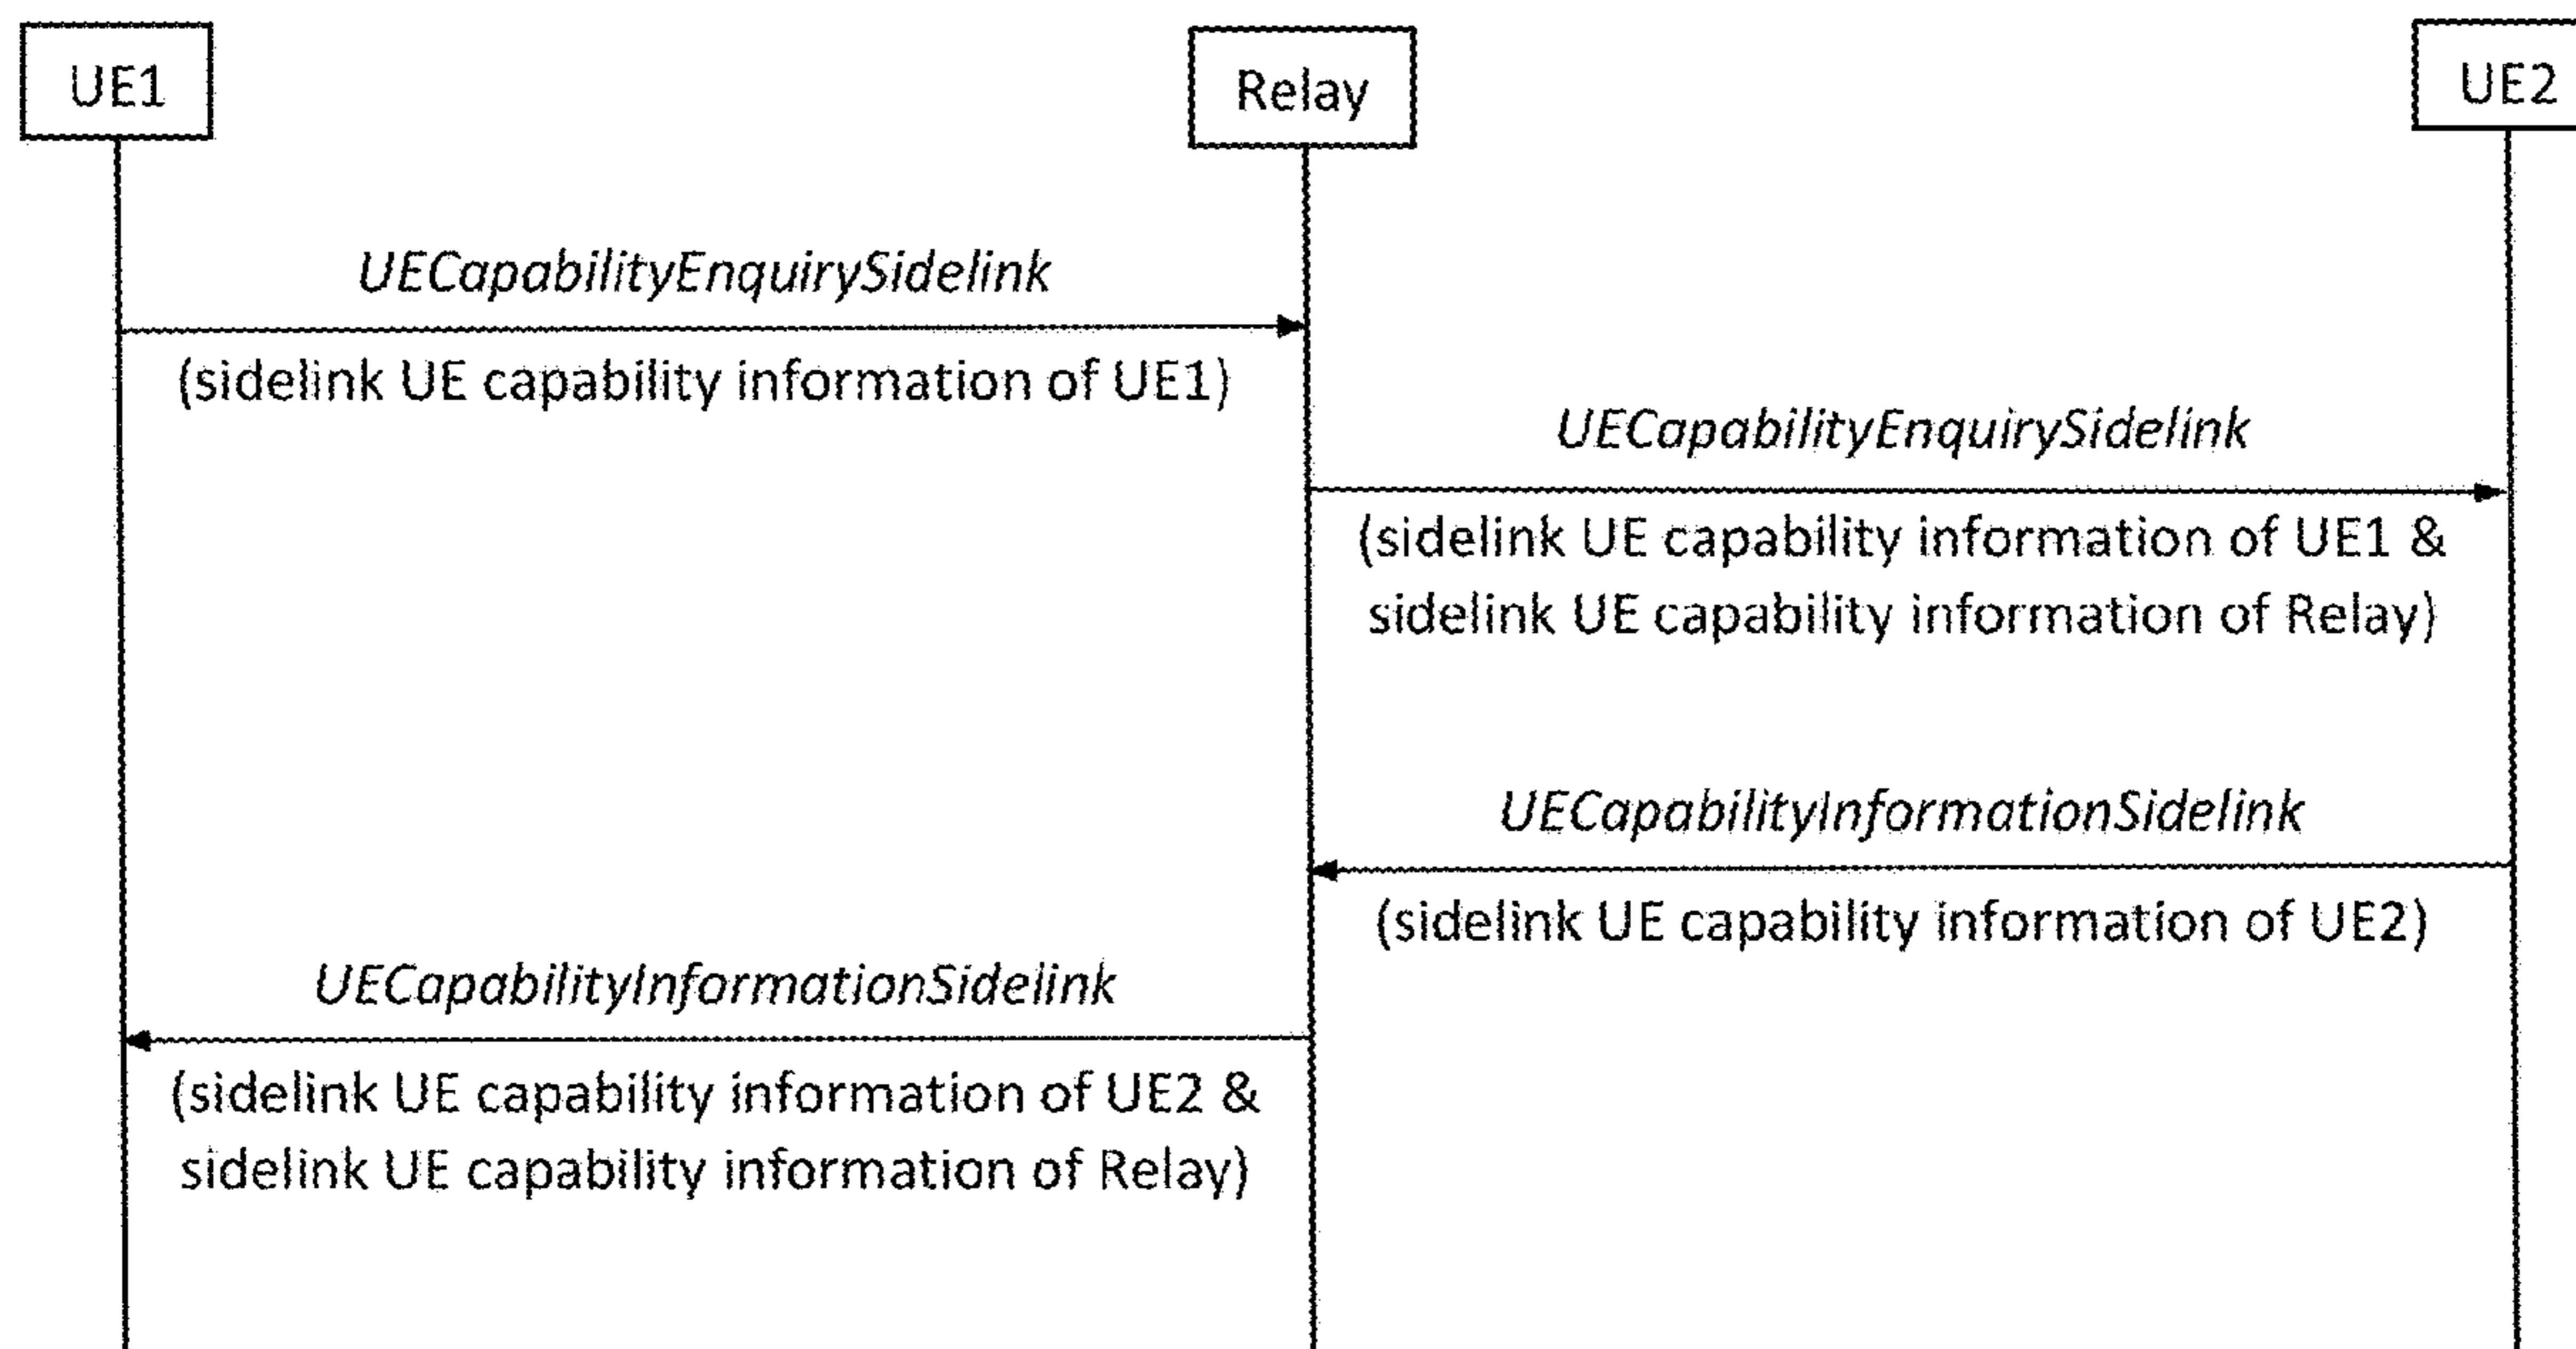 UE1
Relay
UE2
UECapabilityEnquirySidelink
(sidelink UE capability information of UE1)
UECapabilityEnquirySidelink
(sidelink UE capability information of UE1 &
sidelink UE capability information of Relay)
UECapabilityInformationSidelink
(sidelink UE capability information of UE2)
UECapabilityInformationSidelink
(sidelink UE capability information of UE2 &
sidelink UE capability information of Relay)